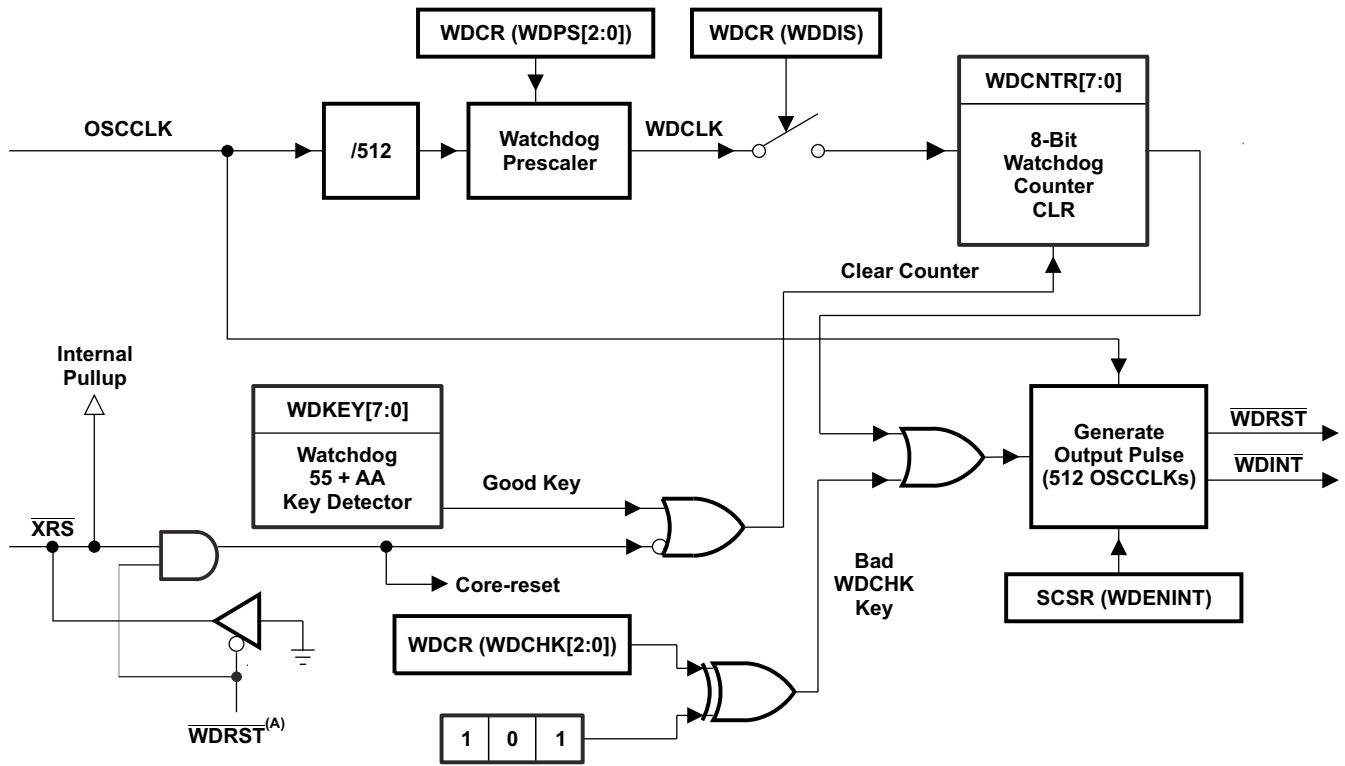 WDCR (WDPS[2:0])
WDCR (WDDIS)
WDCNTR[7:0]
OSCCLK
/512
Watchdog
Prescaler
WDCLK
8-Bit
Watchdog
Counter
CLR
Clear Counter
Internal
Pullup
WDKEY[7:0]
Watchdog
55 + AA
Key Detector
Good Key
Generate
Output Pulse
(512 OSCCLKs)
WDRST
WDINT
XRS
Core-reset
Bad
WDCHK
Key
SCSR (WDENINT)
WDCR (WDCHK[2:0])
WDRST(A)
1 0 1